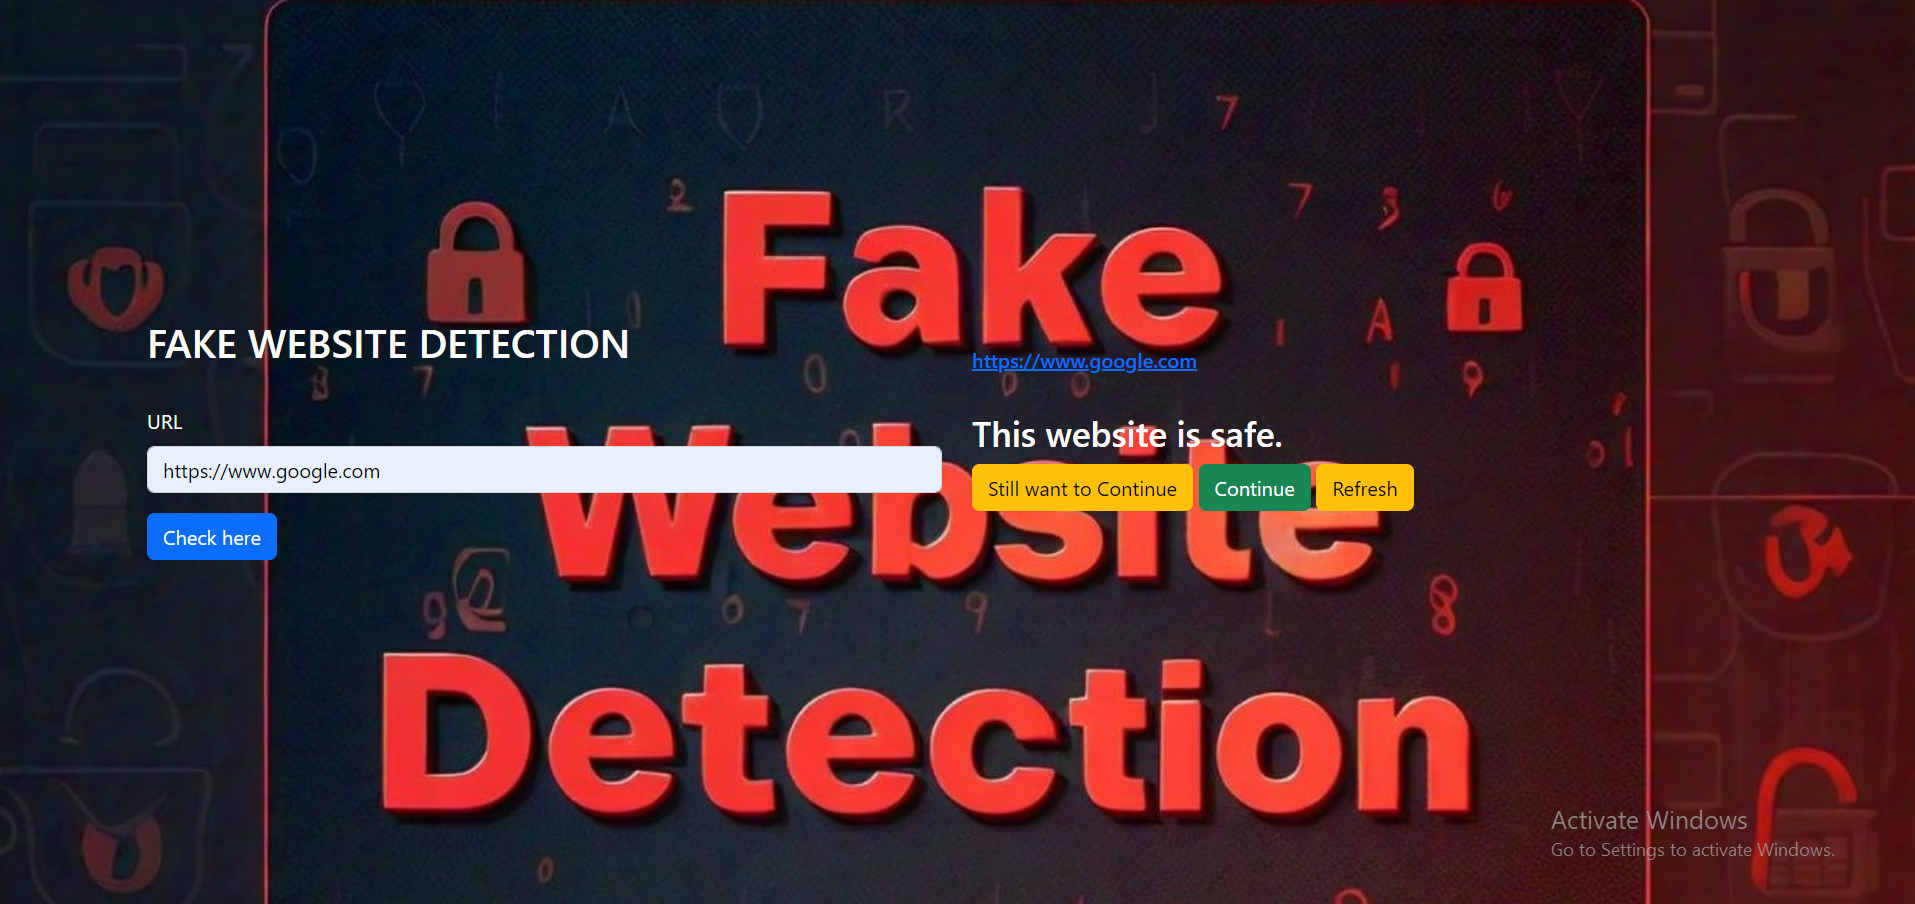 Fake
Website
Detection
FAKE WEBSITE DETECTION
URL
https://www.google.com
Check here
https://www.google.com
This website is safe.
Still want to Continue
Continue
Refresh
Activate Windows
Go to Settings to activate Windows.